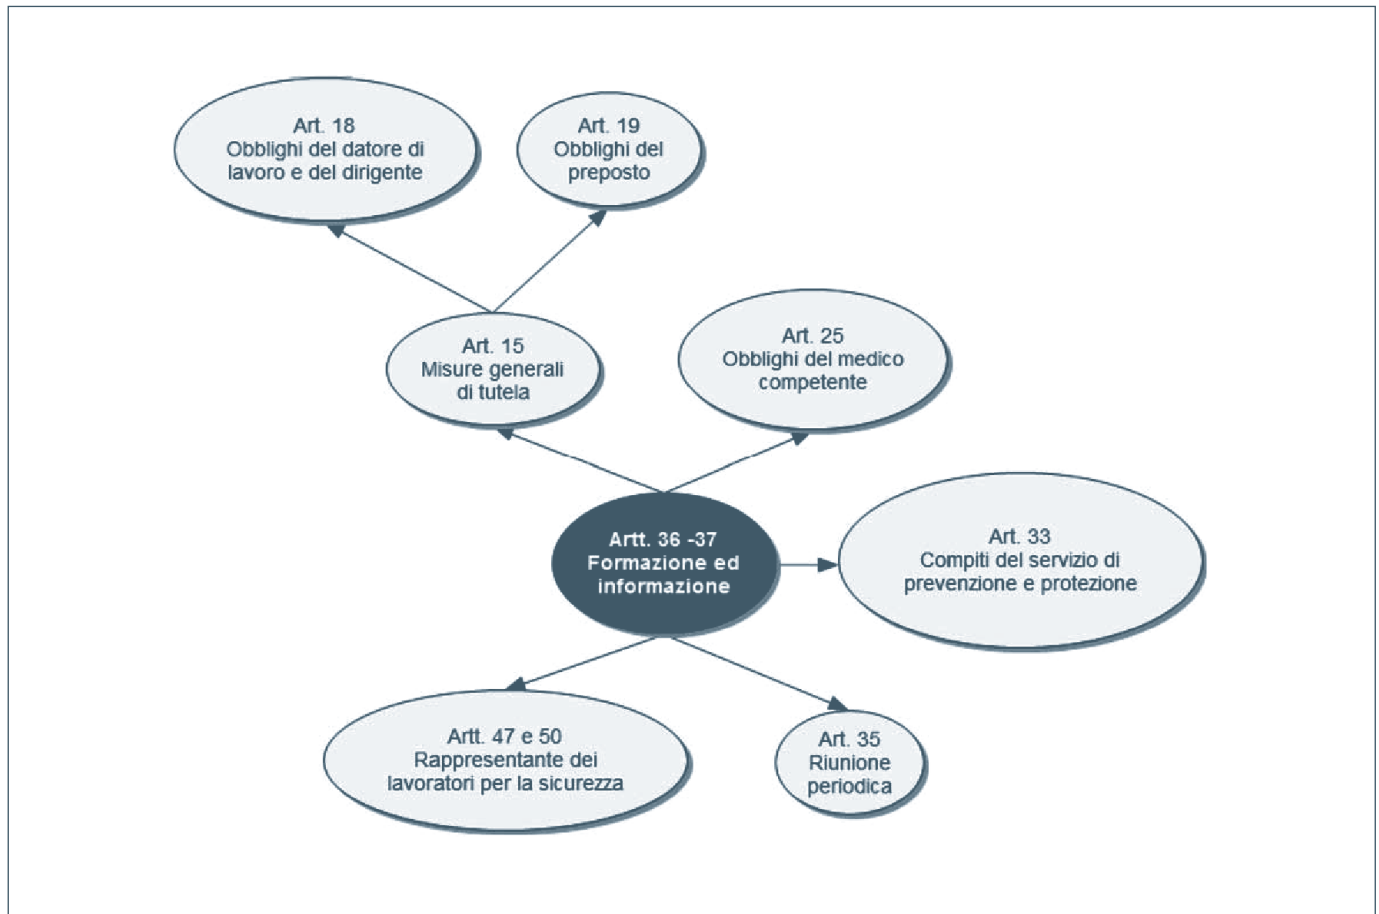 Art. 18
Obblighi del datore di
lavoro e del dirigente
Art. 19
Obblighi del
preposto
Art. 15
Misure generali
di tutela
Art. 25
Obblighi del medico
competente
Artt. 36 -37
Formazione ed
informazione
Art. 33
Compiti del servizio di
prevenzione e protezione
Artt. 47 e 50
Rappresentante dei
lavoratori per la sicurezza
Art. 35
Riunione
periodica